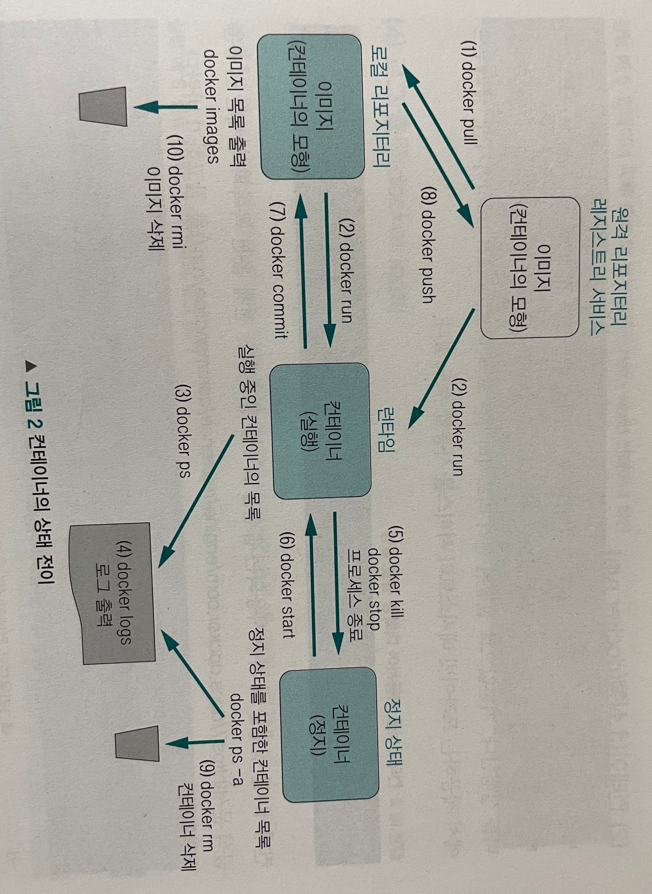 원격 리포지터리
레지스트리 서비스
이미지
(컨테이너의 모형)
(1) docker pull
(8) docker push
(2) docker run
로컬 리포지터리
런타임
정지 상태
이미지
(컨테이너의 모형)
(2) docker run
(7) docker commit
컨테이너
(실행)
(5) docker kill
docker stop
프로세스 종료
(6) docker start
컨테이너
(정지)
이미지 목록 출력
docker images
실행 중인 컨테이너의 목록
정지 상태를 포함한 컨테이너 목록
docker ps -a
(10) docker rmi
이미지 삭제
(3) docker ps
(4) docker logs
로그 출력
(9) docker rm
컨테이너 삭제
▲ 그림 2 컨테이너의 상태 전이